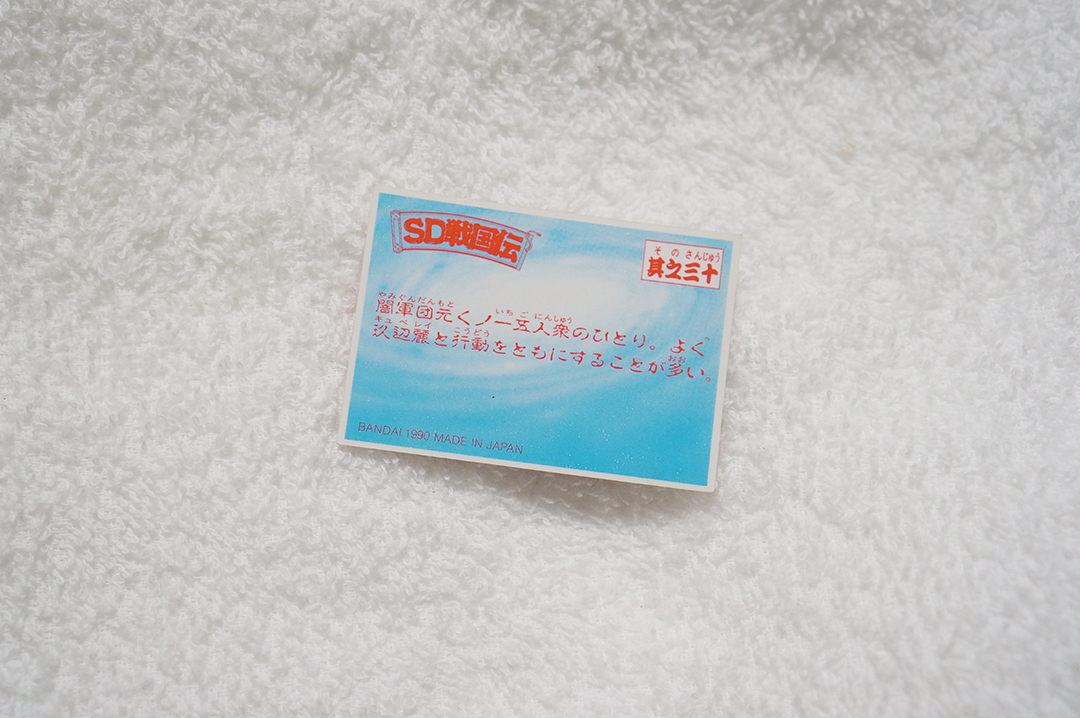 SD戦国伝
そのさんじゅう
其之三十
やみぐんだんもと いちごにんしゅう
闇軍団元くノ一五人衆のひとり。よく
キュベレイ こうどう おお
玖辺麗と行動をともにすることが多い。
BANDAI 1990 MADE IN JAPAN